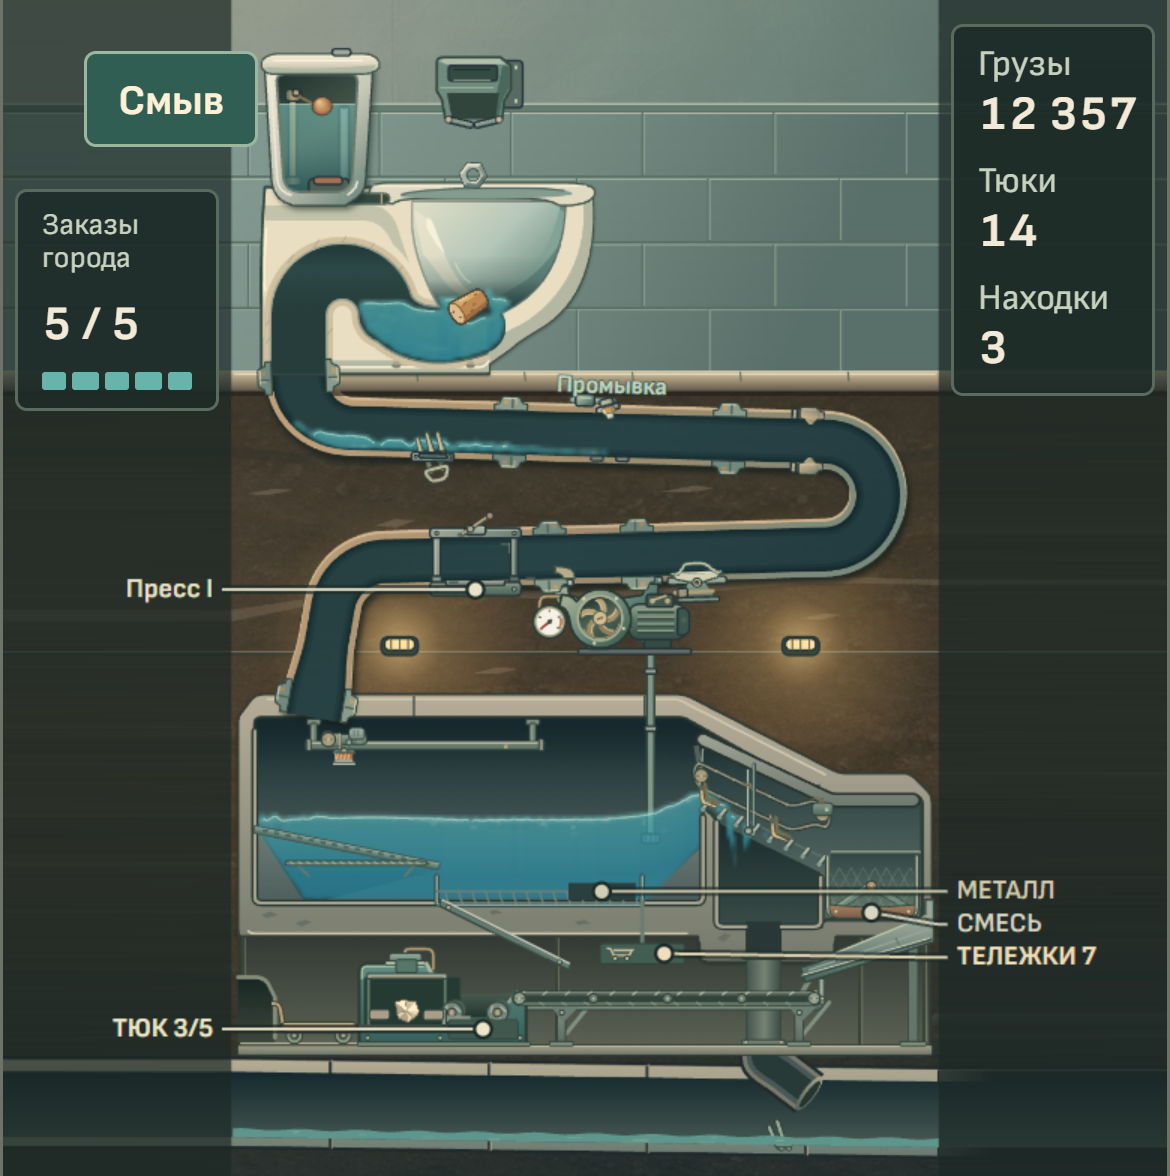 Смыв
Заказы
города
5 / 5
Грузы
12 357
Тюки
14
Находки
3
Промывка
Пресс I
МЕТАЛЛ
СМЕСЬ
ТЕЛЕЖКИ 7
ТЮК 3/5